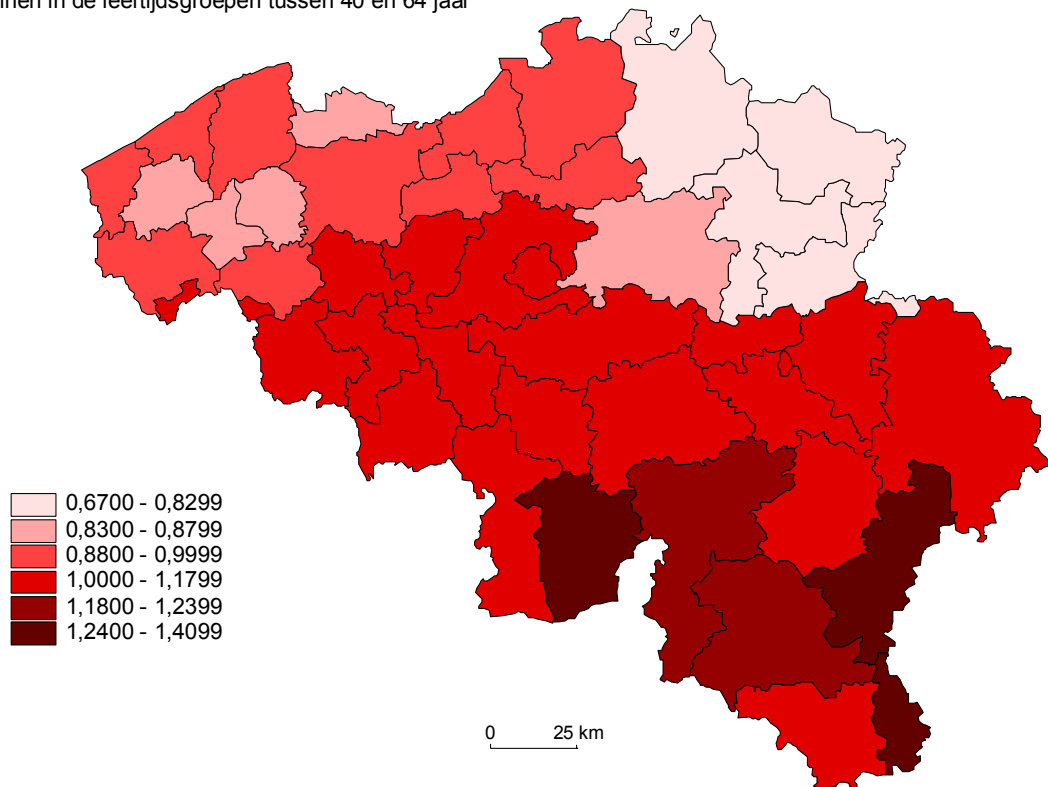 in de leeftijdsgroepen tussen 40 en 64 jaar
0,6700 - 0,8299
0,8300 - 0,8799
0,8800 - 0,9999
1,0000 - 1,1799
1,1800 - 1,2399
1,2400 - 1,4099
0 25 km